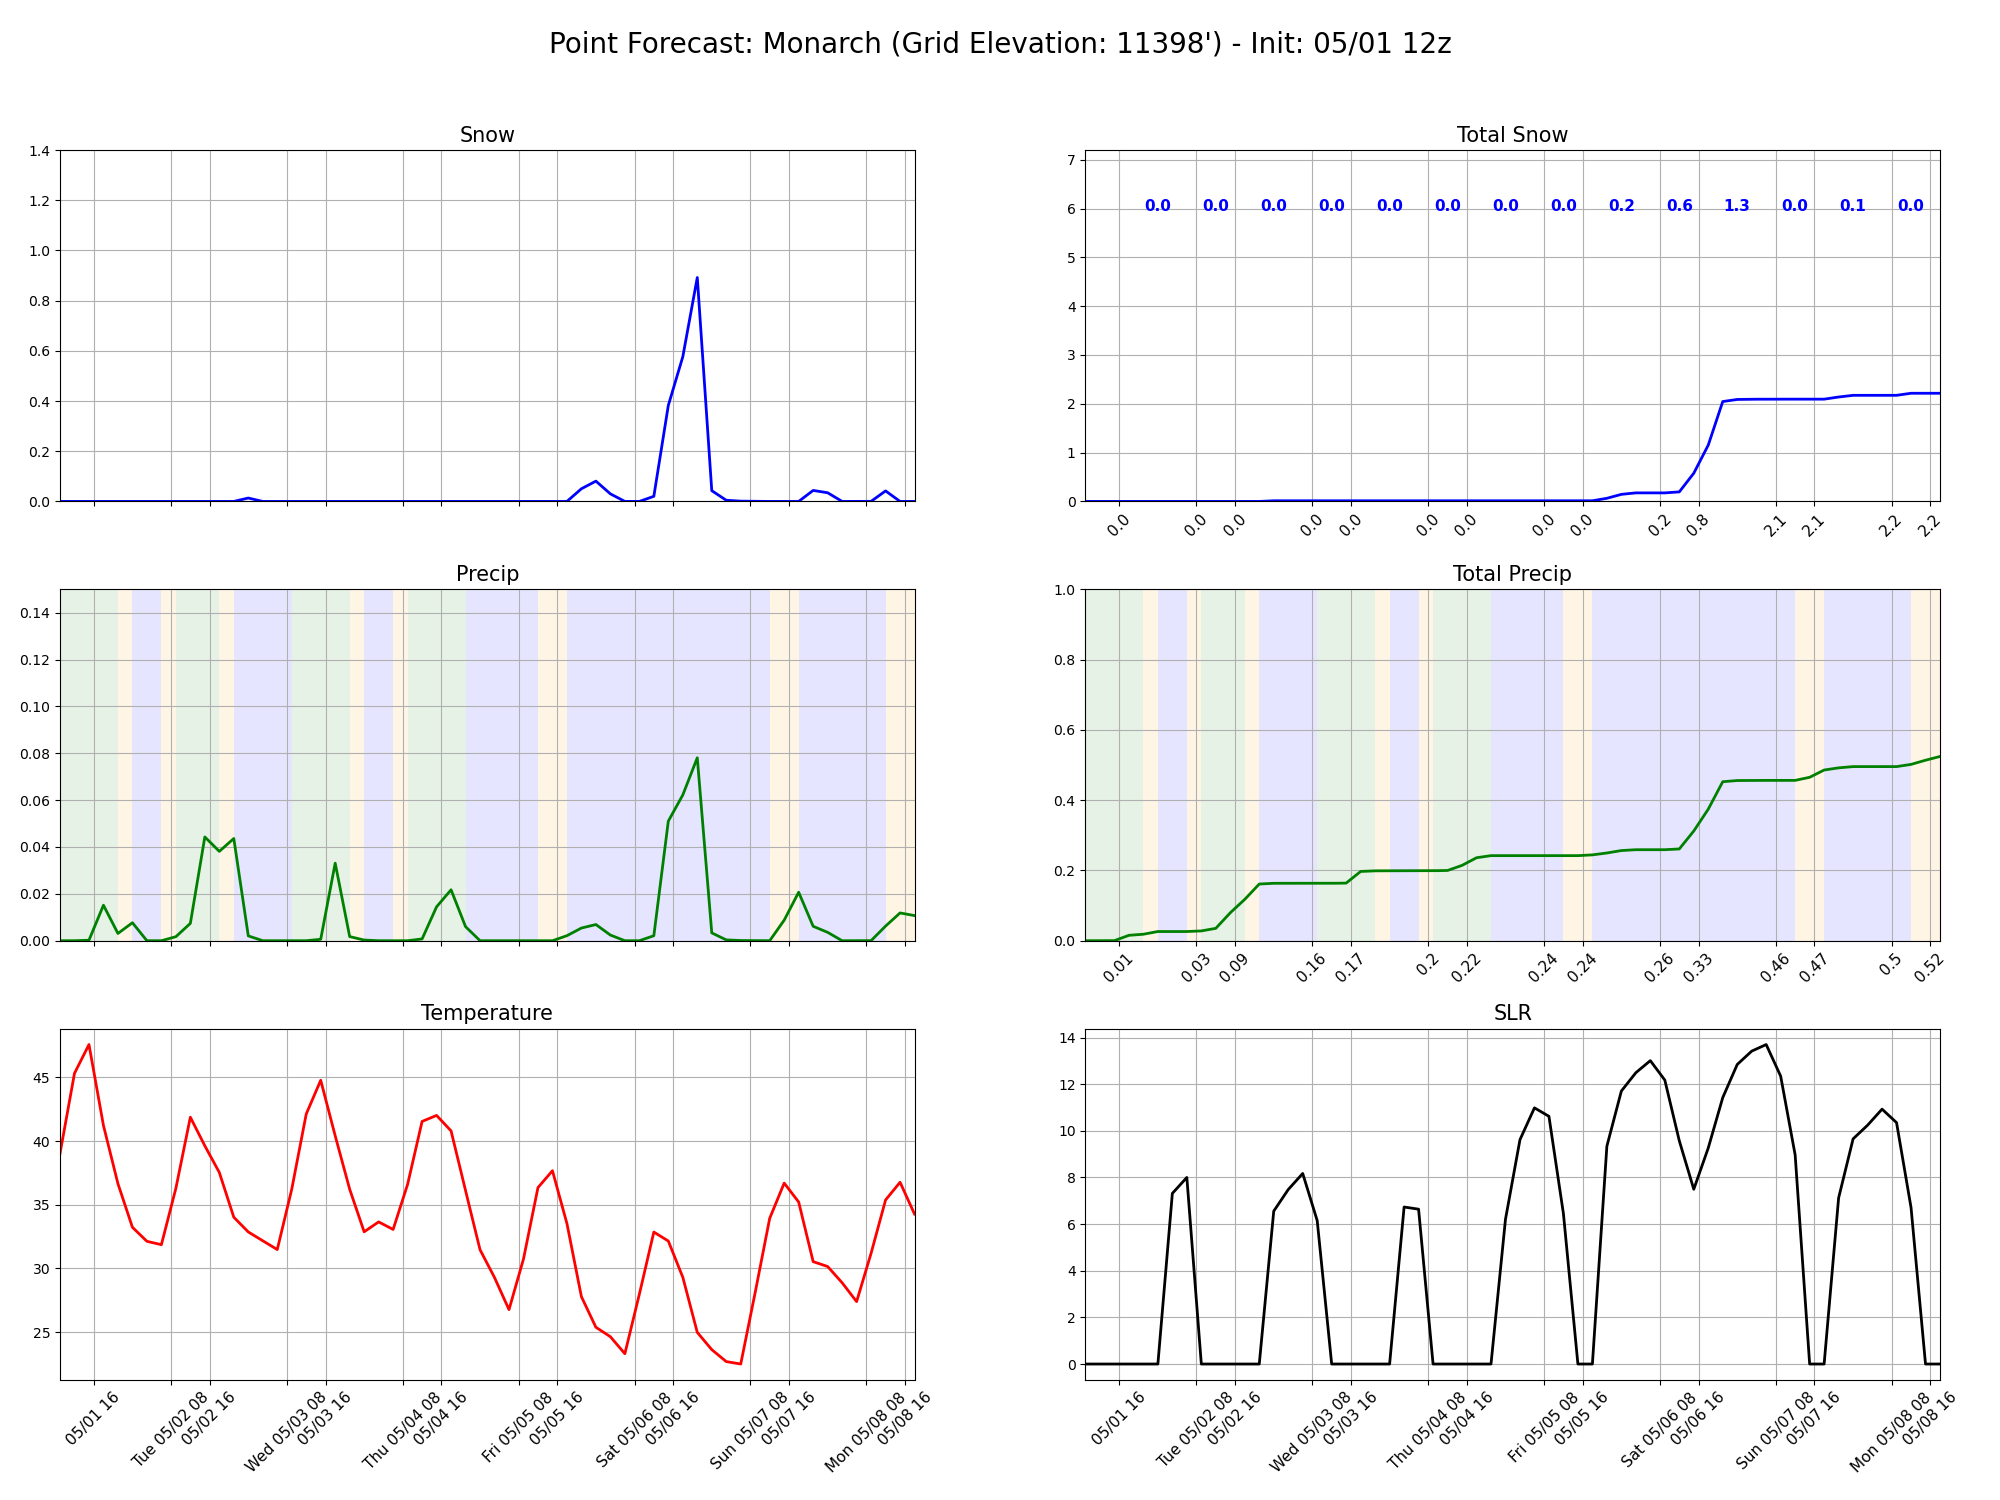 Point Forecast: Monarch (Grid Elevation: 11398') - Init: 05/01 12z
Snow
1.4
1.2
1.0
0.8
0.6
0.4
0.2
0.0
Total Snow
7
6
5
4
3
2
1
0
0.0 0.0 0.0 0.0 0.0 0.0 0.0 0.0 0.2 0.6 1.3 0.0 0.1 0.0
0.0 0.0 0.0 0.0 0.0 0.0 0.0 0.0 0.0 0.2 0.8 2.1 2.1 2.2 2.2
Precip
0.14
0.12
0.10
0.08
0.06
0.04
0.02
0.00
Total Precip
1.0
0.8
0.6
0.4
0.2
0.0
0.01 0.03 0.09 0.16 0.17 0.2 0.22 0.24 0.24 0.26 0.33 0.46 0.47 0.5 0.52
Temperature
45
40
35
30
25
05/01 16
Tue 05/02 08
05/02 16
Wed 05/03 08
05/03 16
Thu 05/04 08
05/04 16
Fri 05/05 08
05/05 16
Sat 05/06 08
05/06 16
Sun 05/07 08
05/07 16
Mon 05/08 08
05/08 16
SLR
14
12
10
8
6
4
2
0
05/01 16
Tue 05/02 08
05/02 16
Wed 05/03 08
05/03 16
Thu 05/04 08
05/04 16
Fri 05/05 08
05/05 16
Sat 05/06 08
05/06 16
Sun 05/07 08
05/07 16
Mon 05/08 08
05/08 16